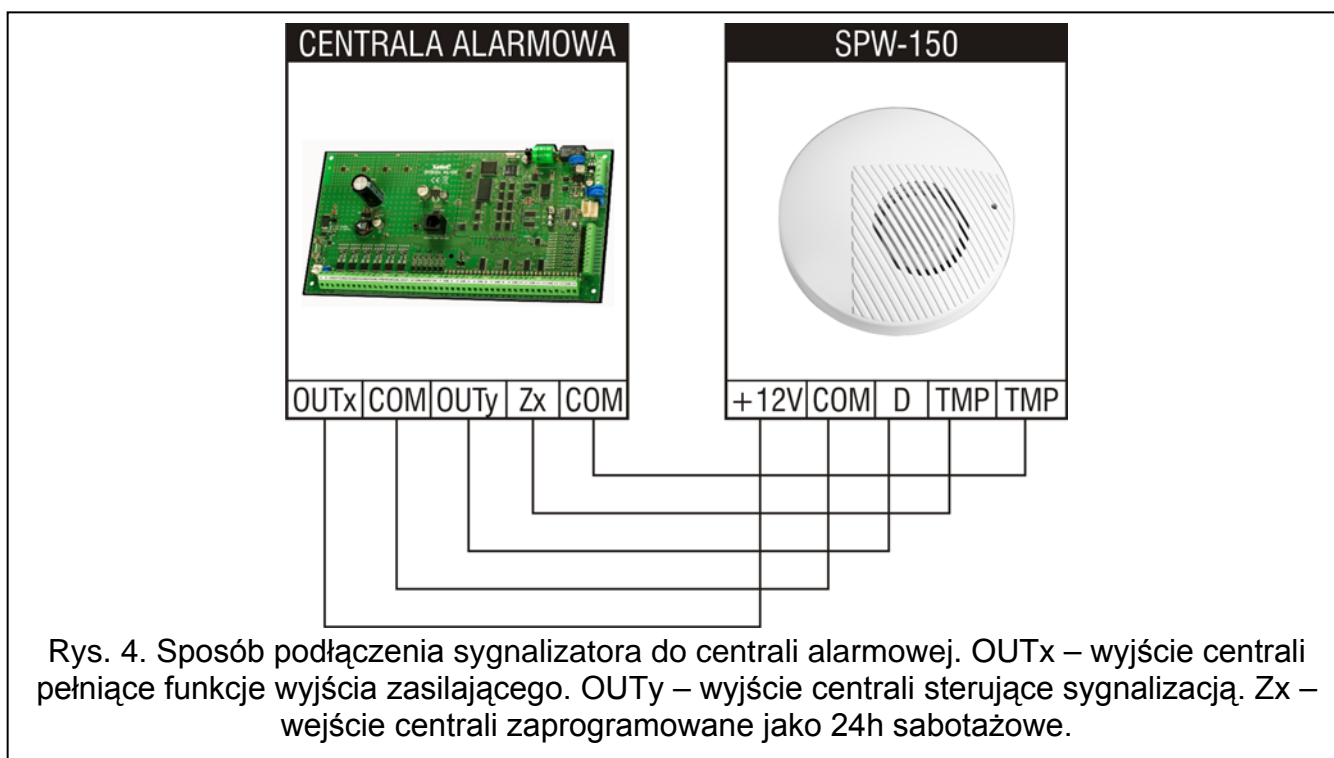 CENTRALA ALARMOWA
SPW-150
OUTx COM OUTy Zx COM
+12V COM D TMP TMP
Rys. 4. Sposób podłączenia sygnalizatora do centrali alarmowej. OUTx – wyjście centrali
pełniące funkcje wyjścia zasilającego. OUTy – wyjście centrali sterujące sygnalizacją. Zx –
wejście centrali zaprogramowane jako 24h sabotażowe.